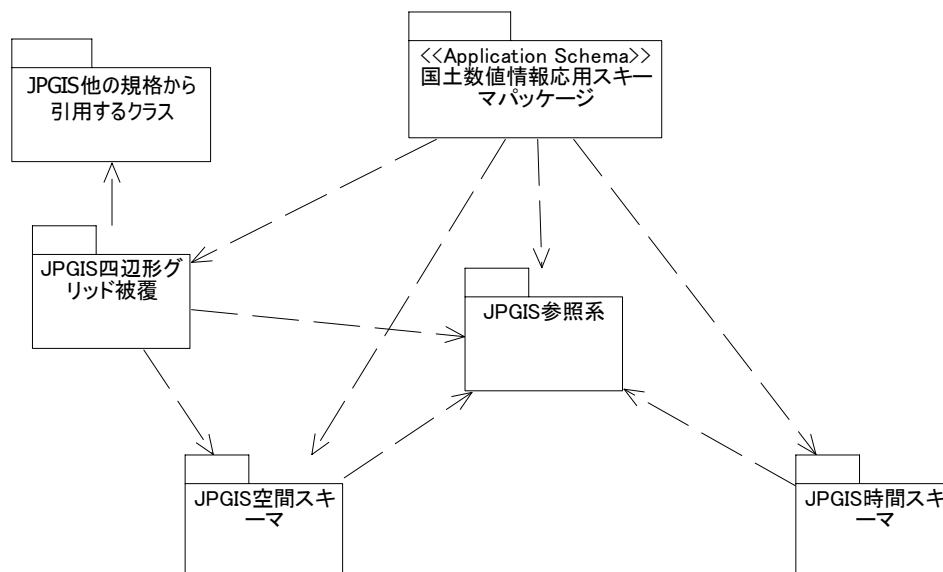 <<Application Schema>>
国土数値情報応用スキー
マパッケージ
JPGIS他の規格から
引用するクラス
JPGIS四辺形グ
リッド被覆
JPGIS参照系
JPGIS空間スキ
ーマ
JPGIS時間スキ
ーマ